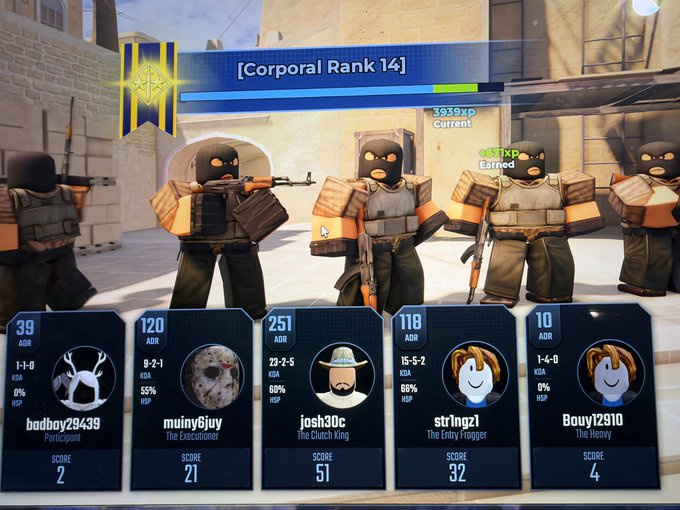 [Corporal Rank 14]
3939xp
Current
+571xp
Earned
39
ADR
1-1-0
KDA
0%
HSP
badboy29439
Participant
SCORE
2
120
ADR
9-2-1
KDA
55%
HSP
muiny6juy
The Executioner
SCORE
21
251
ADR
23-2-5
KDA
60%
HSP
josh30c
The Clutch King
SCORE
51
118
ADR
15-5-2
KDA
66%
HSP
str1ngz1
The Entry Fragger
SCORE
32
10
ADR
1-4-0
KDA
0%
HSP
Bouy12910
The Heavy
SCORE
4